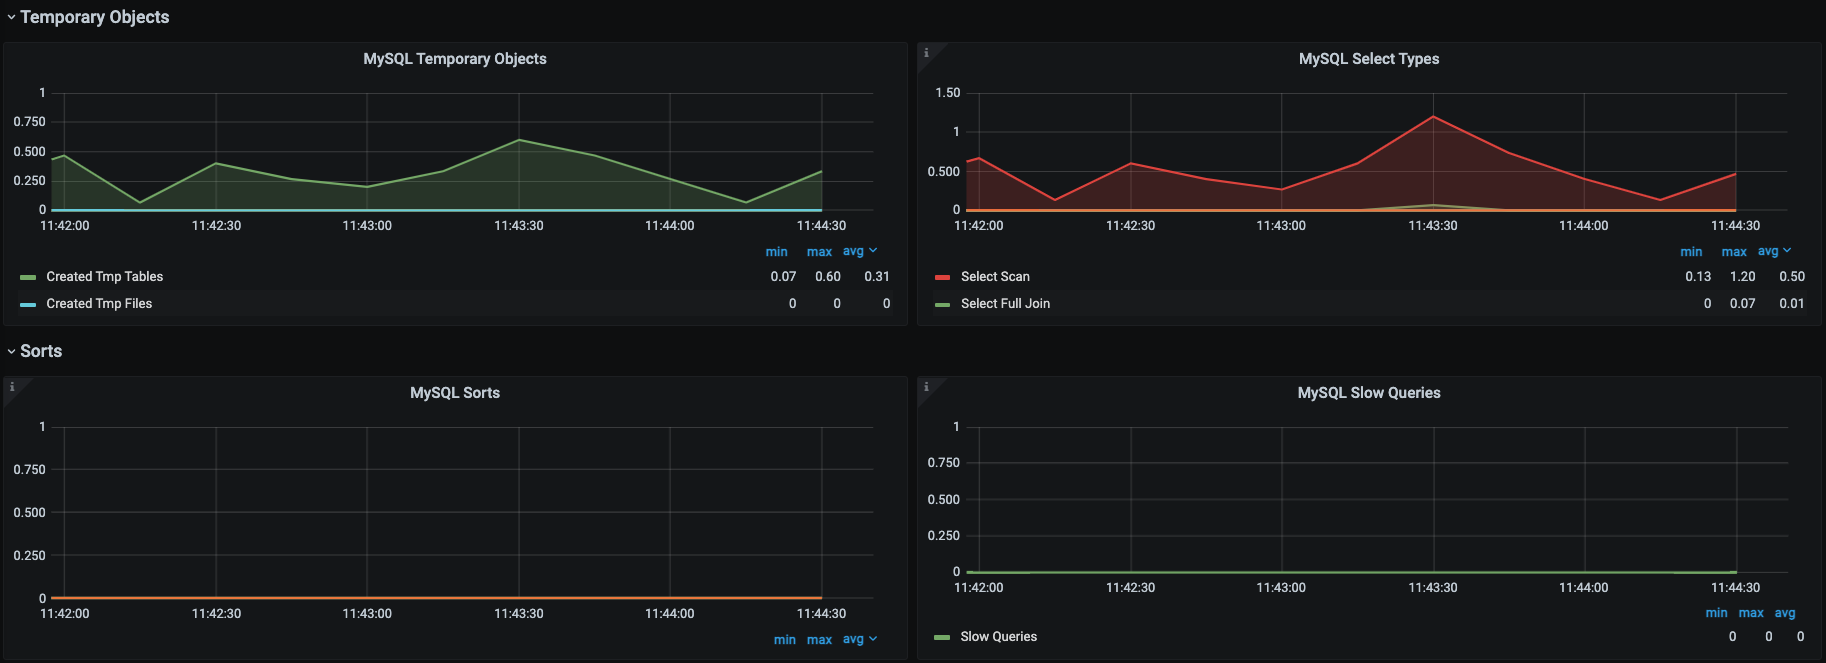 Temporary Objects
MySQL Temporary Objects
1
0.750
0.500
0.250
0
11:42:00 11:42:30 11:43:00 11:43:30 11:44:00 11:44:30
min max avg
Created Tmp Tables 0.07 0.60 0.31
Created Tmp Files 0 0 0
i
MySQL Select Types
1.50
1
0.500
0
11:42:00 11:42:30 11:43:00 11:43:30 11:44:00 11:44:30
min max avg
Select Scan 0.13 1.20 0.50
Select Full Join 0 0.07 0.01
Sorts
i
MySQL Sorts
1
0.750
0.500
0.250
0
11:42:00 11:42:30 11:43:00 11:43:30 11:44:00 11:44:30
min max avg
i
MySQL Slow Queries
1
0.750
0.500
0.250
0
11:42:00 11:42:30 11:43:00 11:43:30 11:44:00 11:44:30
min max avg
Slow Queries 0 0 0